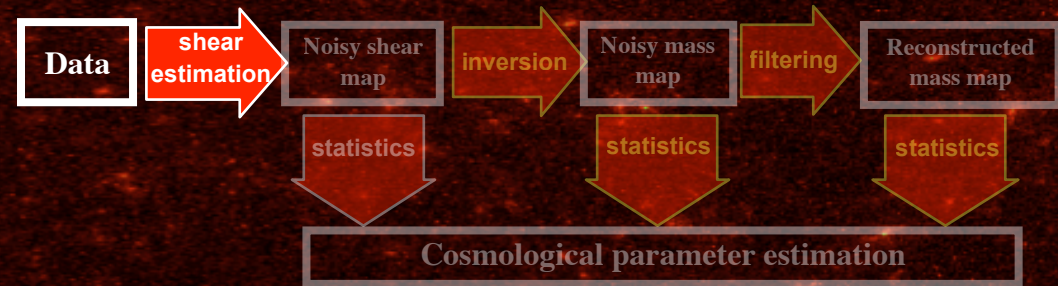 Data
shear
estimation
Noisy shear
map
inversion
Noisy mass
map
filtering
Reconstructed
mass map
statistics
statistics
statistics
Cosmological parameter estimation